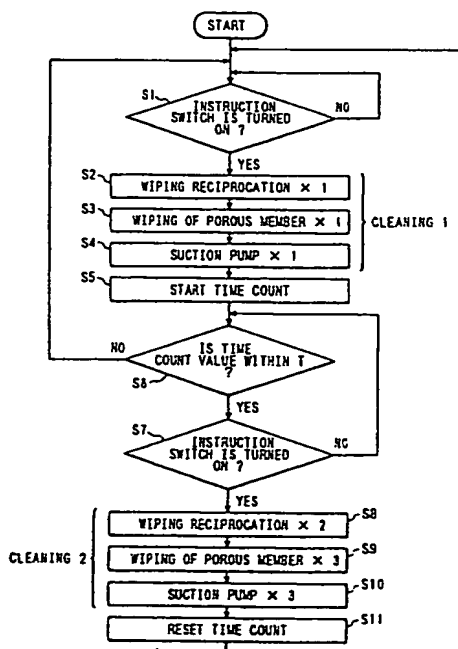 START
S1
INSTRUCTION
SWITCH IS TURNED
ON ?
NO
YES
S2
WIPING RECIPROCATION × 1
S3
WIPING OF POROUS MEMBER × 1
CLEANING 1
S4
SUCTION PUMP × 1
S5
START TIME COUNT
NO
IS TIME
COUNT VALUE WITHIN T
?
S6
YES
S7
INSTRUCTION
SWITCH IS TURNED
ON ?
NO
YES
WIPING RECIPROCATION × 2
S8
CLEANING 2
WIPING OF POROUS MEMBER × 3
S9
SUCTION PUMP × 3
S10
RESET TIME COUNT
S11